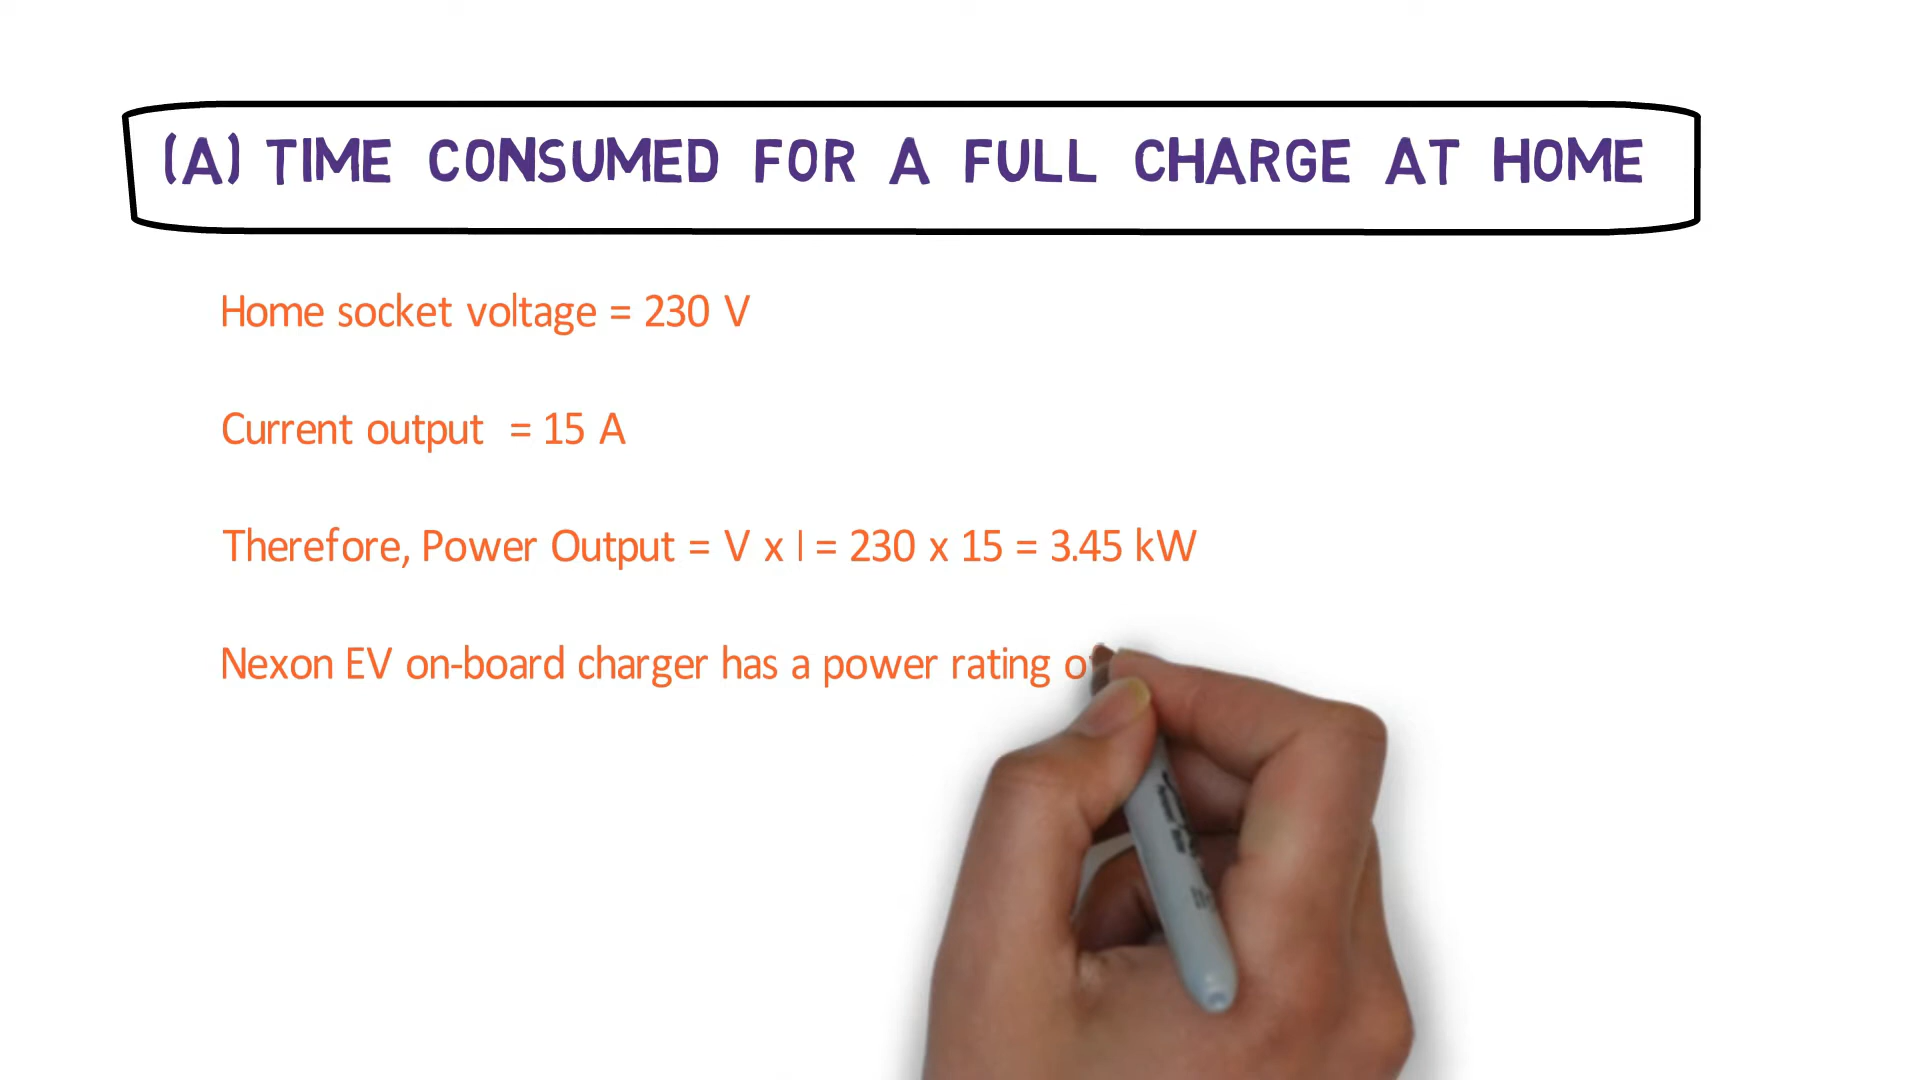 (A) TIME CONSUMED FOR A FULL CHARGE AT HOME
Home socket voltage = 230 V
Current output = 15 A
Therefore, Power Output = V x I = 230 x 15 = 3.45 kW
Nexon EV on-board charger has a power rating o